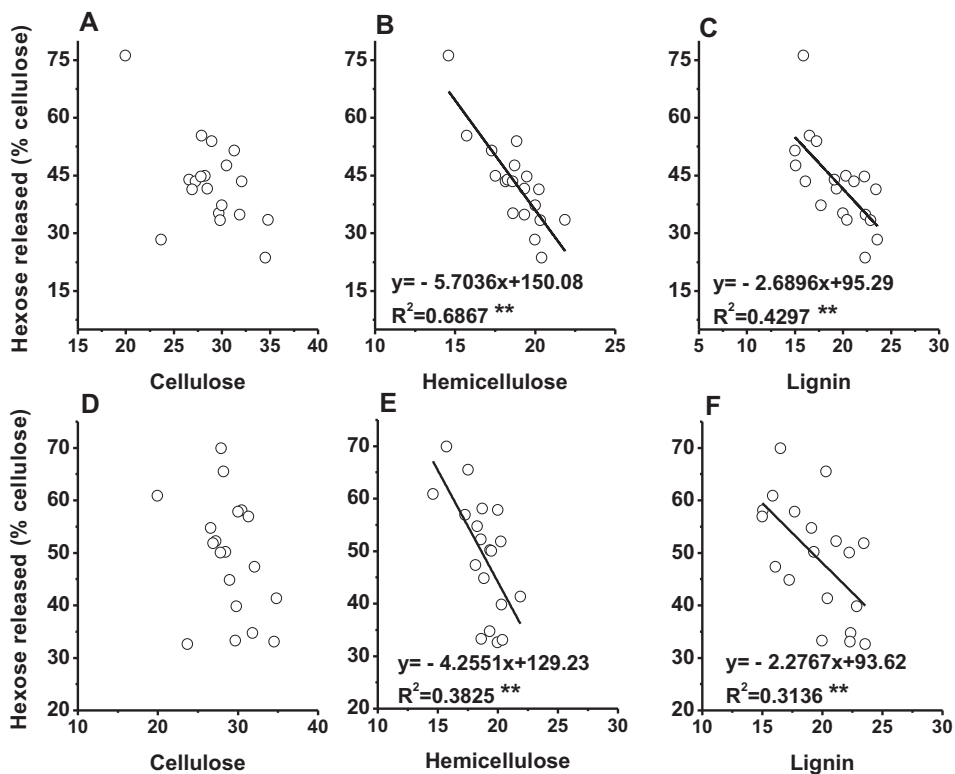 A
B
C
Hexose released (% cellulose)
75
60
45
30
15
15 20 25 30 35 40
Cellulose
y= - 5.7036x+150.08
R²=0.6867 **
10 15 20 25
Hemicellulose
75
60
45
30
15
y= - 2.6896x+95.29
R²=0.4297 **
5 10 15 20 25 30
Lignin
D
E
F
Hexose released (% cellulose)
70
60
50
40
30
20
10 20 30 40
Cellulose
70
60
50
40
30
20
y= - 4.2551x+129.23
R²=0.3825 **
10 15 20 25 30
Hemicellulose
70
60
50
40
30
20
y= - 2.2767x+93.62
R²=0.3136 **
10 15 20 25 30
Lignin